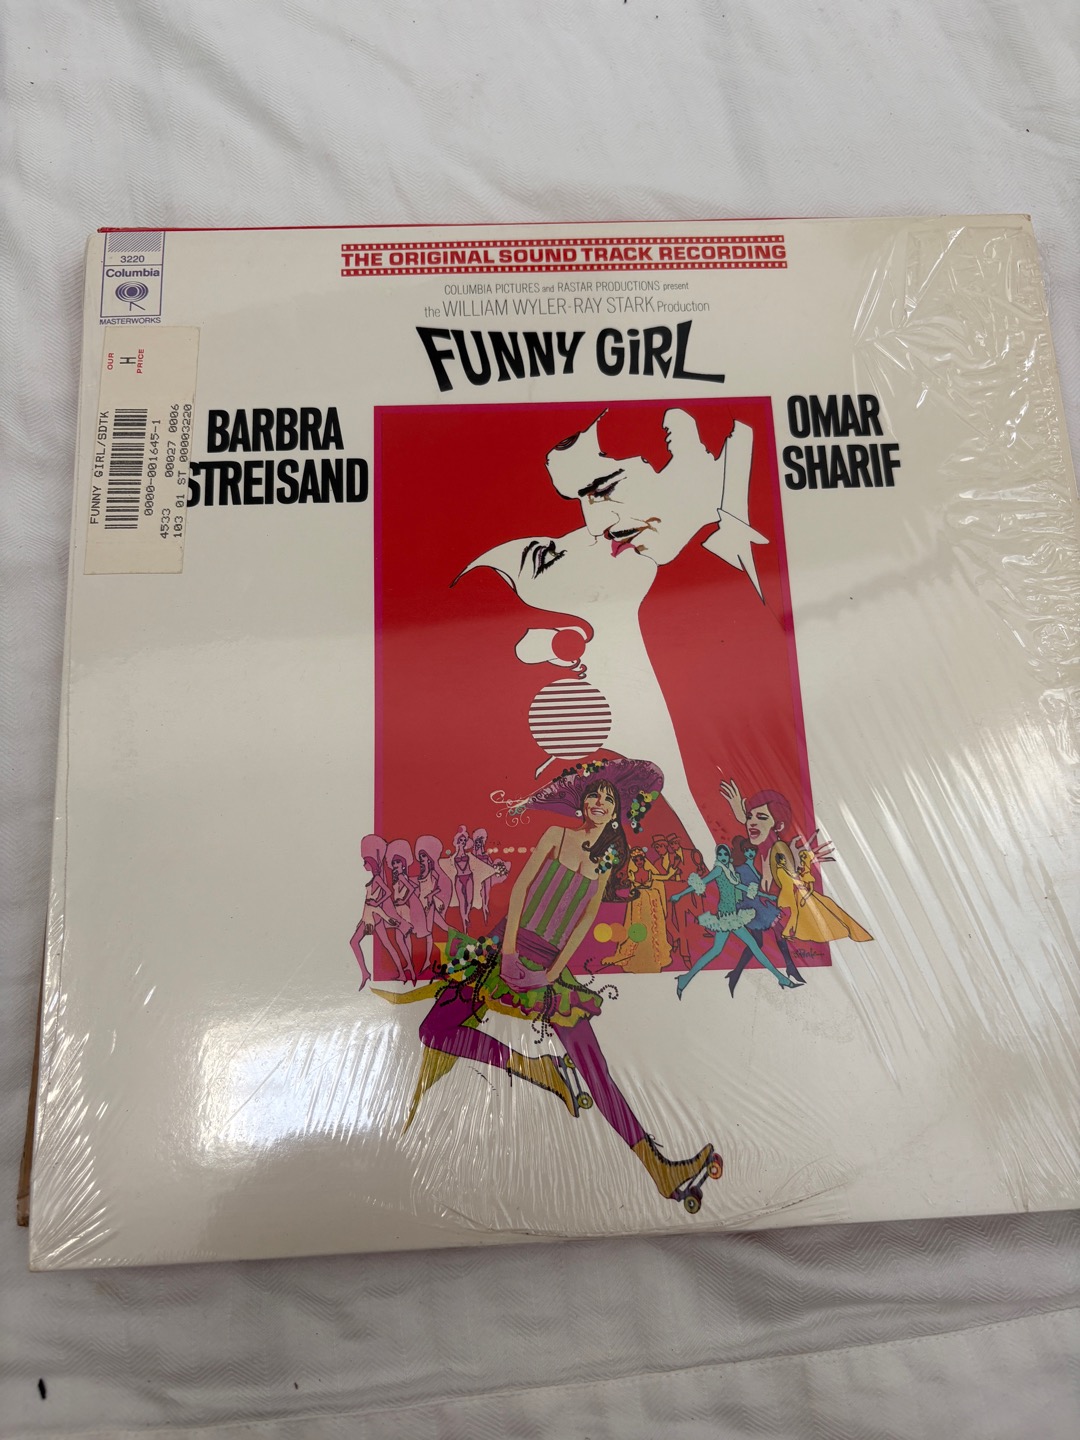 THE ORIGINAL SOUND TRACK RECORDING
3220
Columbia
MASTERWORKS
COLUMBIA PICTURES and RASTAR PRODUCTIONS present
the WILLIAM WYLER-RAY STARK Production
FUNNY GiRL
BARBRA
STREISAND
OMAR
SHARIF
OUR
H
PRICE
FUNNY GIRL/SDTK
0000-001645-1
4533 00027 0006
103 01 ST 00003220